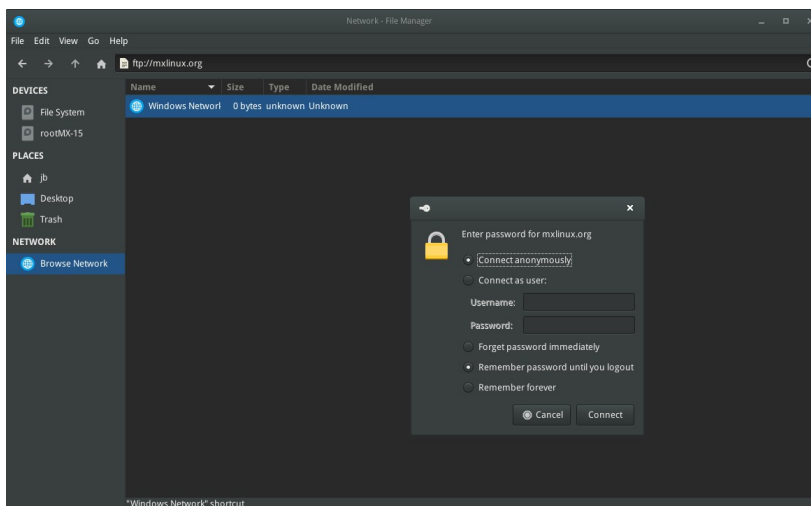 Network - File Manager
File Edit View Go Help
ftp://mxlinux.org
DEVICES
File System
rootMX-15
PLACES
jb
Desktop
Trash
NETWORK
Browse Network
Name Size Type Date Modified
Windows Networl 0 bytes unknown Unknown
Enter password for mxlinux.org
Connect anonymously
Connect as user:
Username:
Password:
Forget password immediately
Remember password until you logout
Remember forever
Cancel Connect
"Windows Network" shortcut